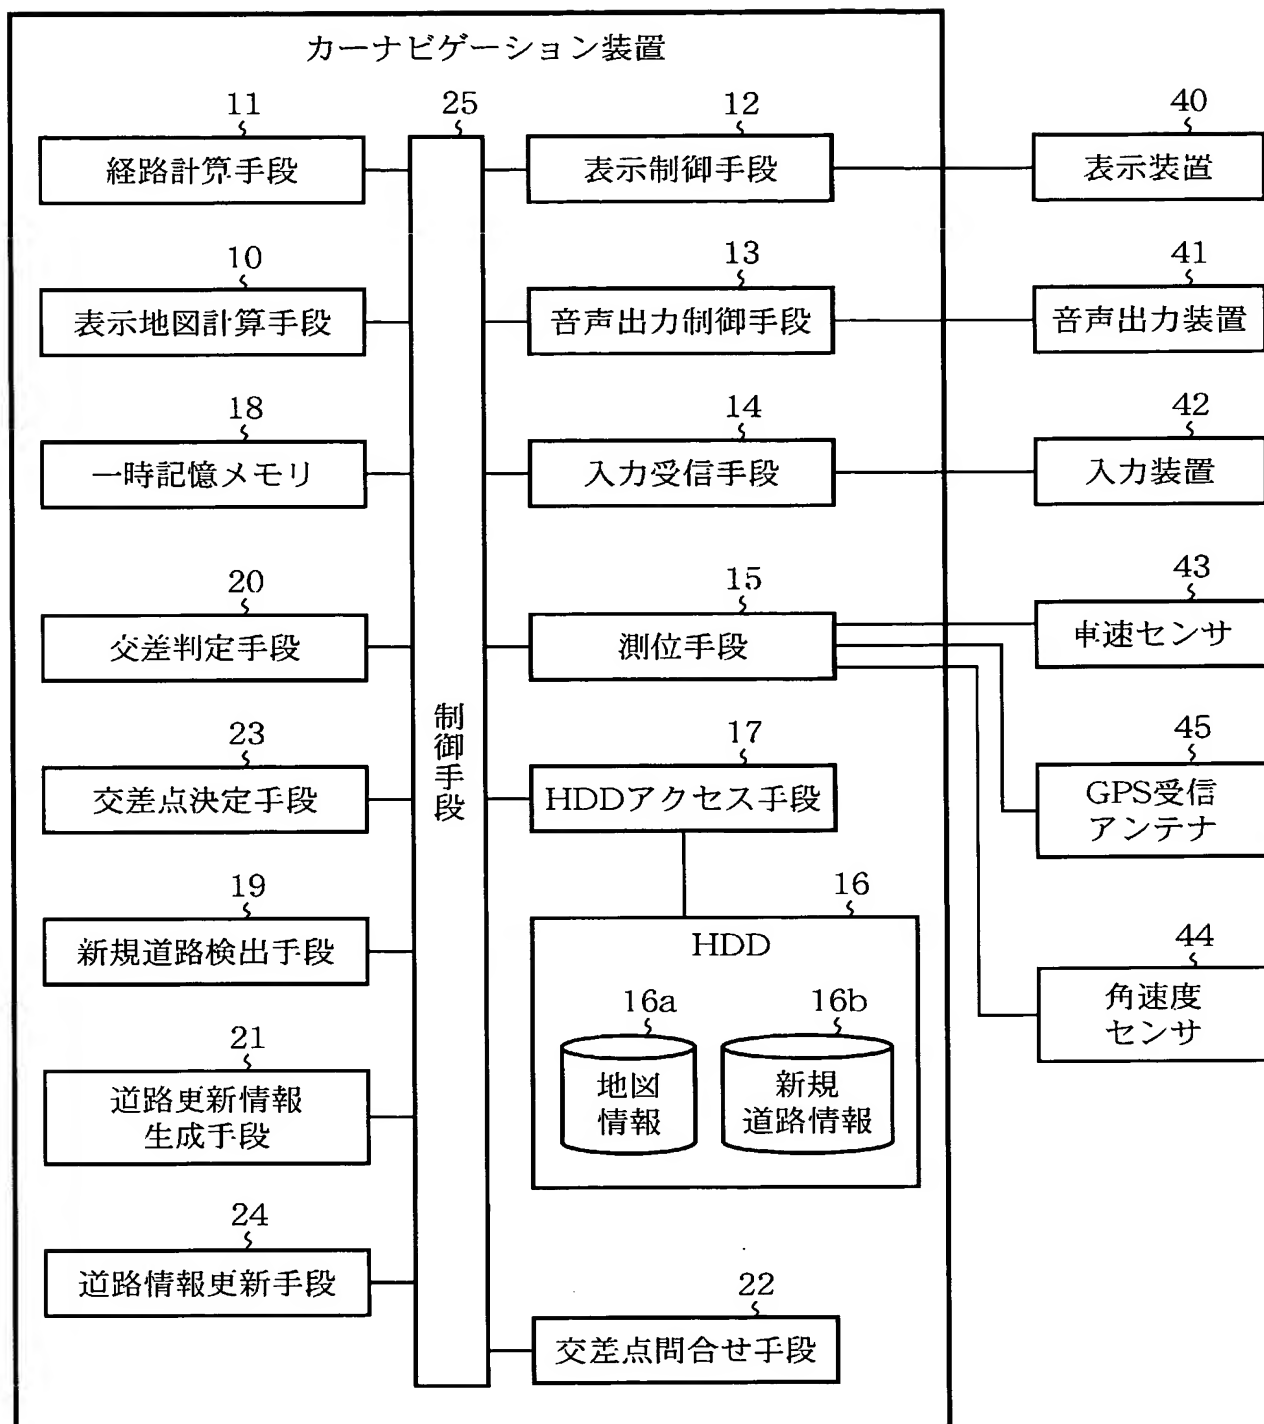 カーナビゲーション装置
11
経路計算手段
25
12
表示制御手段
40
表示装置
10
表示地図計算手段
13
音声出力制御手段
41
音声出力装置
18
一時記憶メモリ
14
入力受信手段
42
入力装置
20
交差判定手段
15
測位手段
43
車速センサ
制御手段
23
交差点決定手段
17
HDDアクセス手段
45
GPS受信
アンテナ
19
新規道路検出手段
16
HDD
16a
地図
情報
16b
新規
道路情報
44
角速度
センサ
21
道路更新情報
生成手段
24
道路情報更新手段
22
交差点問合せ手段